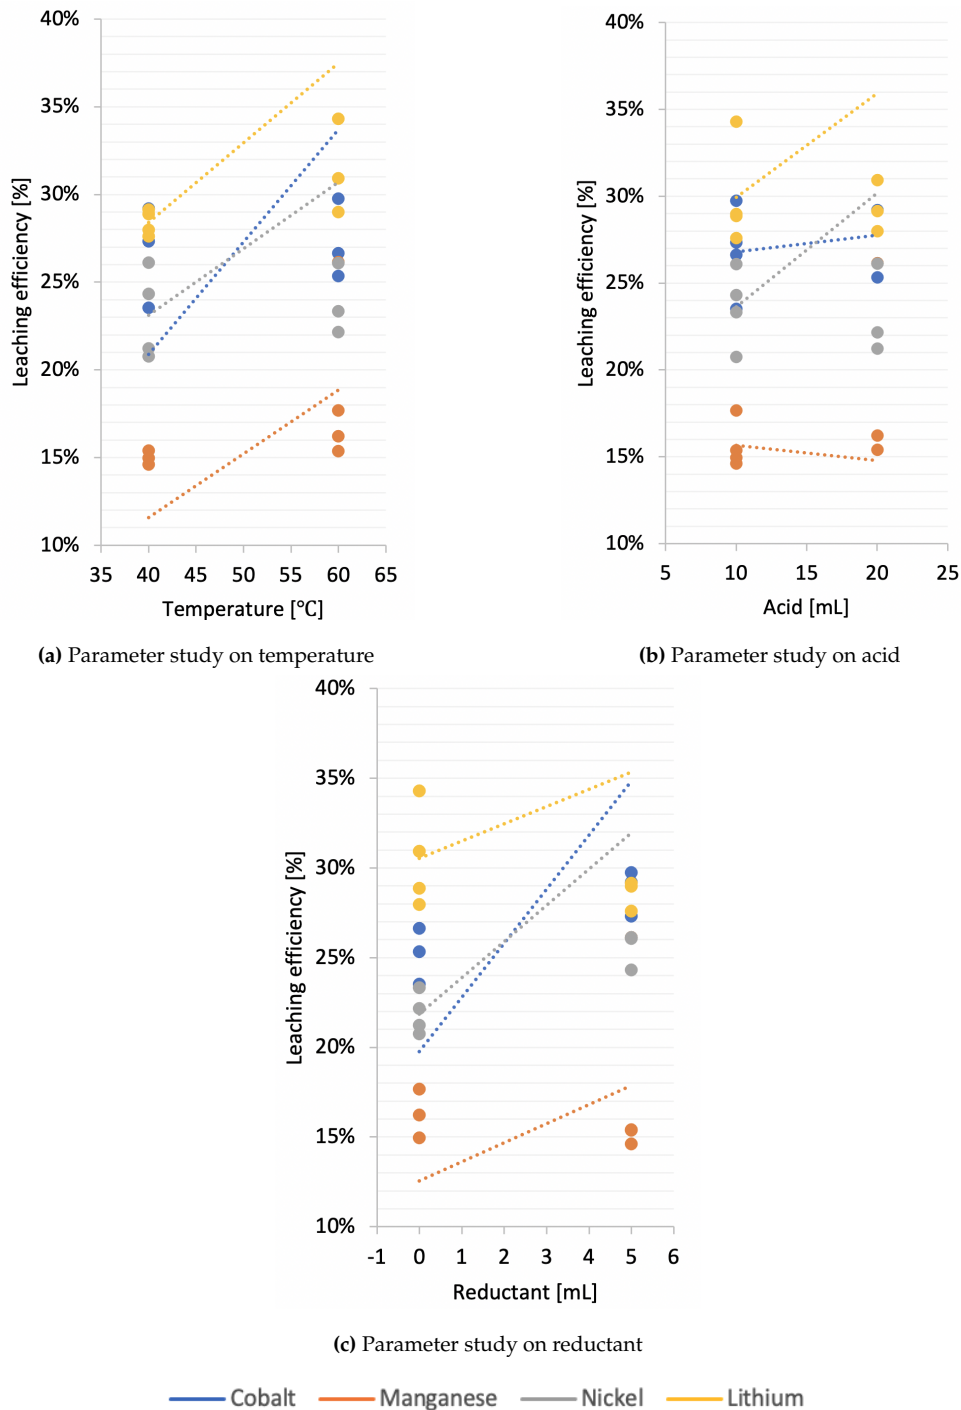 40%
35%
30%
25%
20%
15%
10%
Leaching efficiency [%]
35 40 45 50 55 60 65
Temperature [°C]
(a) Parameter study on temperature
40%
35%
30%
25%
20%
15%
10%
Leaching efficiency [%]
5 10 15 20 25
Acid [mL]
(b) Parameter study on acid
40%
35%
30%
25%
20%
15%
10%
Leaching efficiency [%]
-1 0 1 2 3 4 5 6
Reductant [mL]
(c) Parameter study on reductant
Cobalt Manganese Nickel Lithium